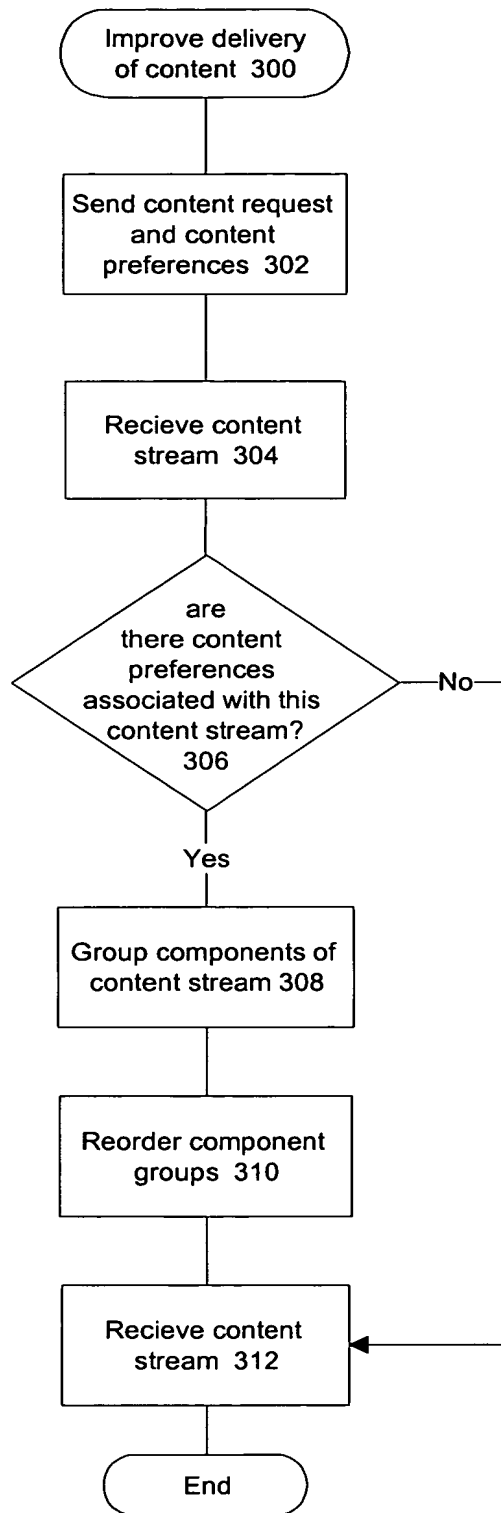 Improve delivery
of content 300
Send content request
and content
preferences 302
Recieve content
stream 304
are
there content
preferences
associated with this
content stream?
306
No
Yes
Group components of
content stream 308
Reorder component
groups 310
Recieve content
stream 312
End